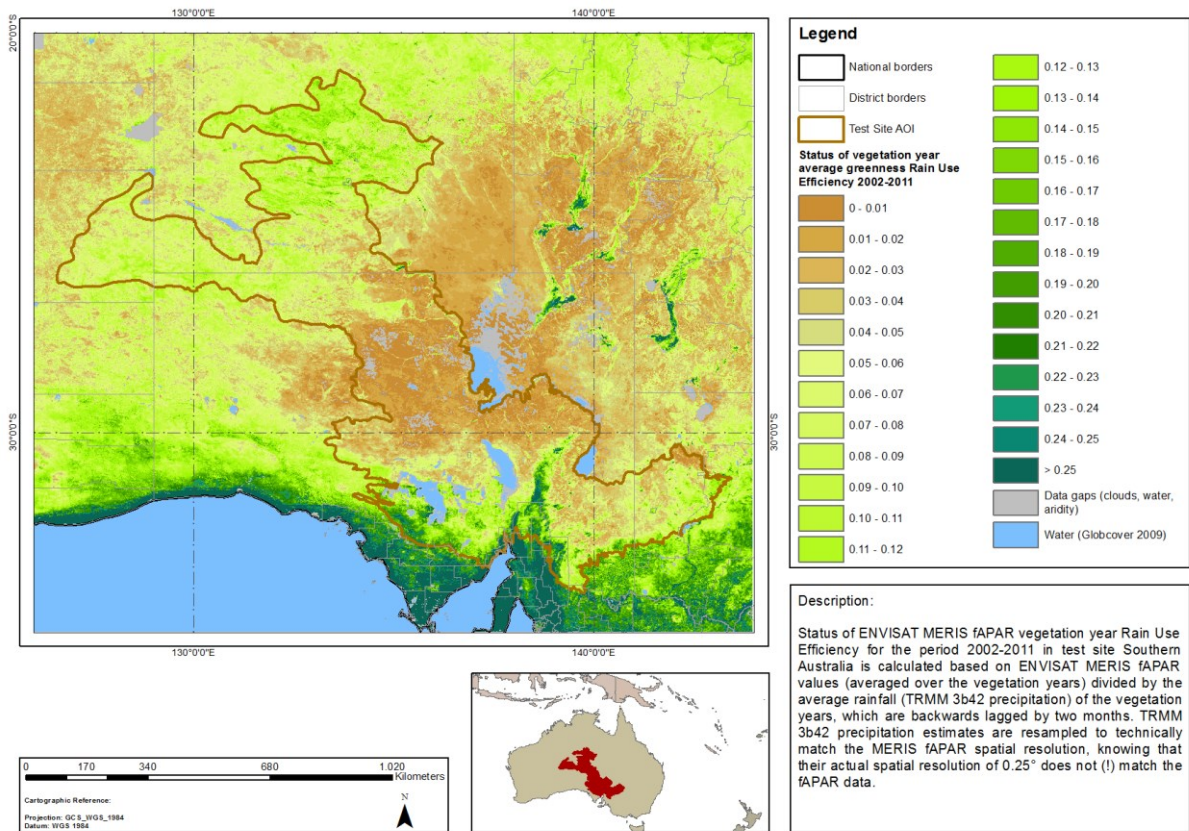 130°0'0"E
140°0'0"E
20°0'0"S
30°0'0"S
30°0'0"S
130°0'0"E
140°0'0"E
Legend
National borders
District borders
Test Site AOI
Status of vegetation year
average greenness Rain Use
Efficiency 2002-2011
0 - 0.01
0.01 - 0.02
0.02 - 0.03
0.03 - 0.04
0.04 - 0.05
0.05 - 0.06
0.06 - 0.07
0.07 - 0.08
0.08 - 0.09
0.09 - 0.10
0.10 - 0.11
0.11 - 0.12
0.12 - 0.13
0.13 - 0.14
0.14 - 0.15
0.15 - 0.16
0.16 - 0.17
0.17 - 0.18
0.18 - 0.19
0.19 - 0.20
0.20 - 0.21
0.21 - 0.22
0.22 - 0.23
0.23 - 0.24
0.24 - 0.25
> 0.25
Data gaps (clouds, water,
aridity)
Water (Globcover 2009)
Description:
Status of ENVISAT MERIS fAPAR vegetation year Rain Use
Efficiency for the period 2002-2011 in test site Southern
Australia is calculated based on ENVISAT MERIS fAPAR
values (averaged over the vegetation years) divided by the
average rainfall (TRMM 3b42 precipitation) of the vegetation
years, which are backwards lagged by two months. TRMM
3b42 precipitation estimates are resampled to technically
match the MERIS fAPAR spatial resolution, knowing that
their actual spatial resolution of 0.25° does not (!) match the
fAPAR data.
0 170 340 680 1.020
Kilometers
Cartographic Reference:
Projection: GCS_WGS_1984
Datum: WGS 1984
N